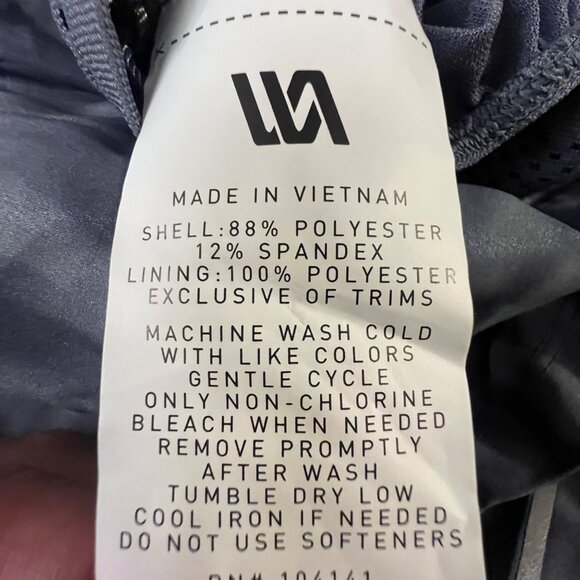 MADE IN VIETNAM
SHELL:88% POLYESTER
12% SPANDEX
LINING:100% POLYESTER
EXCLUSIVE OF TRIMS
MACHINE WASH COLD
WITH LIKE COLORS
GENTLE CYCLE
ONLY NON-CHLORINE
BLEACH WHEN NEEDED
REMOVE PROMPTLY
AFTER WASH
TUMBLE DRY LOW
COOL IRON IF NEEDED
DO NOT USE SOFTENERS
RN# 104141